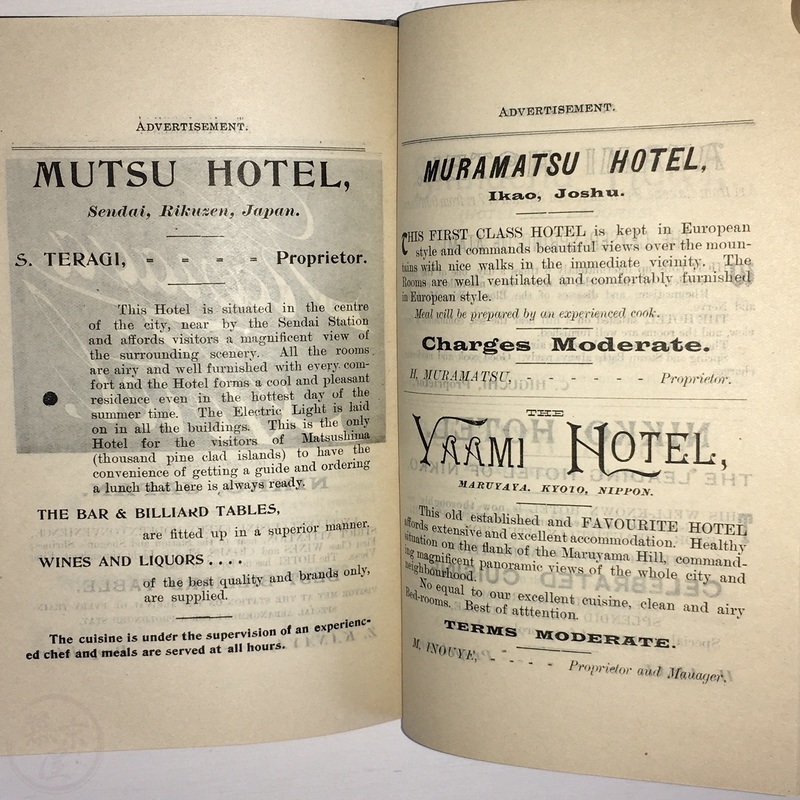 ADVERTISEMENT.
MUTSU HOTEL,
Sendai, Rikuzen, Japan.
S. TERAGI, = = = = Proprietor.
This Hotel is situated in the centre
of the city, near by the Sendai Station
and affords visitors a magnificent view of
the surrounding scenery. All the rooms
are airy and well furnished with every com-
fort and the Hotel forms a cool and pleasant
residence even in the hottest day of the
summer time. The Electric Light is laid
on in all the buildings. This is the only
Hotel for the visitors of Matsushima
(thousand pine clad islands) to have the
convenience of getting a guide and ordering
a lunch that here is always ready.
THE BAR & BILLIARD TABLES,
are fitted up in a superior manner.
WINES AND LIQUORS . . . .
of the best quality and brands only,
are supplied.
The cuisine is under the supervision of an experienc-
ed chef and meals are served at all hours.
ADVERTISEMENT.
MURAMATSU HOTEL,
Ikao, Joshu.
THIS FIRST CLASS HOTEL is kept in European
style and commands beautiful views over the moun-
tains with nice walks in the immediate vicinity. The
Rooms are well ventilated and comfortably furnished
in European style.
Meal will be prepared by an experienced cook.
Charges Moderate.
H. MURAMATSU, - - - - - - Proprietor.
THE
YAAMI HOTEL,
MARUYAYA. KYOTO, NIPPON.
This old established and FAVOURITE HOTEL
affords extensive and excellent accommodation. Healthy
situation on the flank of the Maruyama Hill, command-
ing magnificent panoramic views of the whole city and
neighbourhood.
No equal to our excellent cuisine, clean and airy
Bed-rooms. Best of atttention.
TERMS MODERATE.
M. INOUYE, - - - - Proprietor and Manager.